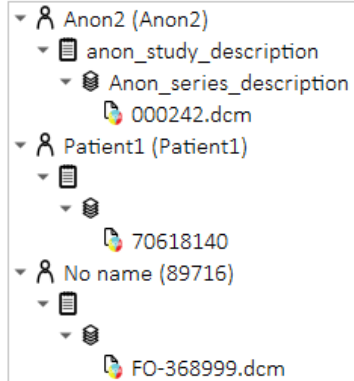 Anon2 (Anon2)
anon_study_description
Anon_series_description
000242.dcm
Patient1 (Patient1)
70618140
No name (89716)
FO-368999.dcm